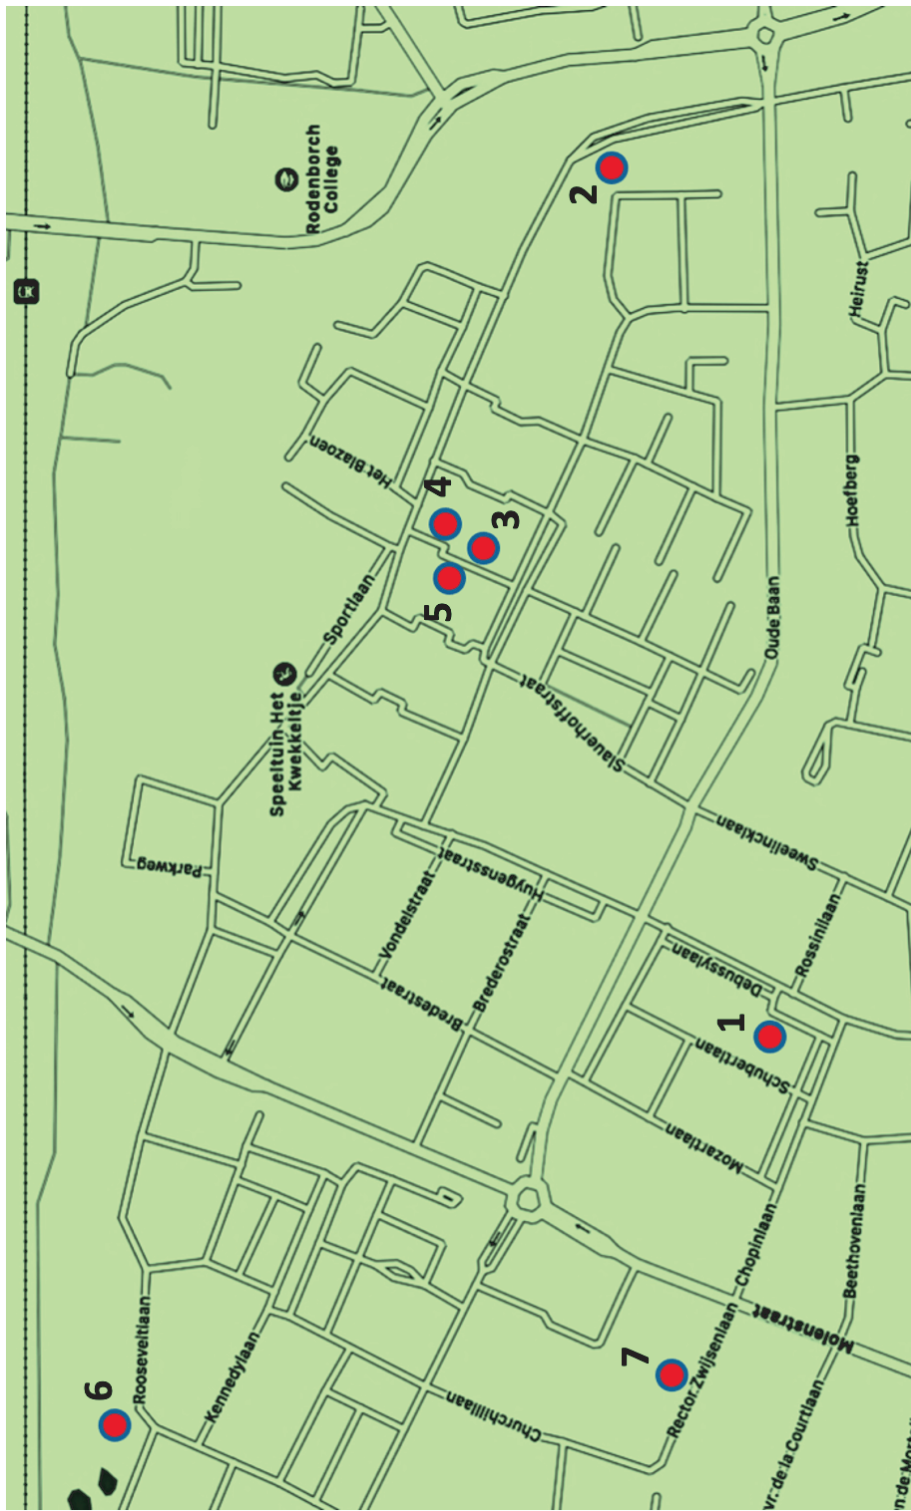 Rodenborch
College
2
Heirust
Het Blazoen
Hoefberg
4
3
5
Sportlaan
Oude Baan
Speeltuin Het
Kwekkeltje
Slauerhoffstraat
Sweelincklaan
Parkweg
Huygensstraat
Vondelstraat
Brederostraat
Bredestraat
Rossinilaan
Debussylaan
1
Schubertlaan
Mozartlaan
Chopinlaan
Beethovenlaan
Molenstraat
Rooseveltlaan
Kennedylaan
6
7
Churchilllaan
Rector Zwijsenlaan
vr. de la Courtlaan